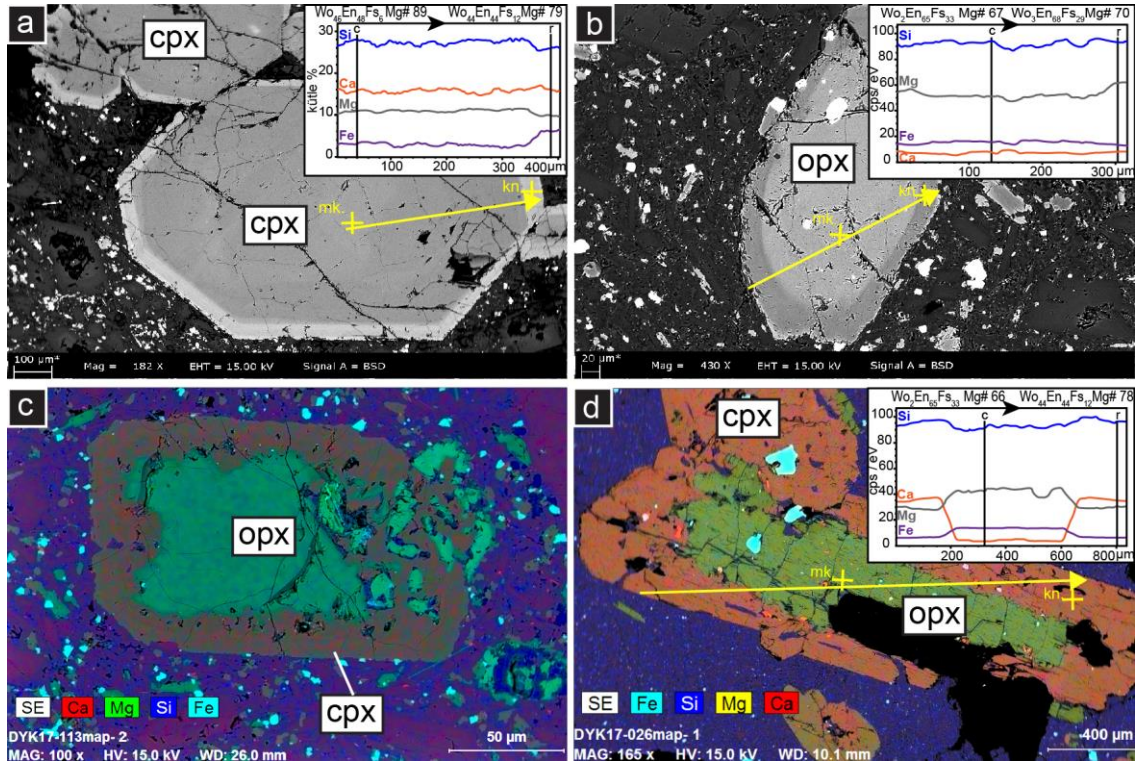 a
cpx
cpx
mk.
kn.
Wo₄₆En₄₈Fs₆ Mg# 89 Wo₄₄En₄₄Fs₁₂Mg# 79
30
20
10
0
kütle %
Si
Ca
Mg
Fe
c
r
100 200 300 400µm
100 µm*
Mag = 182 X EHT = 15.00 kV Signal A = BSD
b
opx
mk.
kn.
Wo₂En₆₅Fs₃₃ Mg# 67 Wo₃En₆₈Fs₂₉Mg# 70
100
80
60
40
20
0
cps/ eV
Si
Mg
Fe
Ca
c
r
100 200 300 µm
20 µm*
Mag = 430 X EHT = 15.00 kV Signal A = BSD
c
opx
cpx
SE Ca Mg Si Fe
DYK17-113map- 2
MAG: 100 x HV: 15.0 kV WD: 26.0 mm
50 µm
d
cpx
opx
mk.
kn.
Wo₂En₆₅Fs₃₃ Mg# 66 Wo₄₄En₄₄Fs₁₂Mg# 78
100
80
60
40
20
0
cps / eV
Si
Ca
Mg
Fe
c
r
200 400 600 800 µm
SE Fe Si Mg Ca
DYK17-026map- 1
MAG: 165 x HV: 15.0 kV WD: 10.1 mm
400 µm